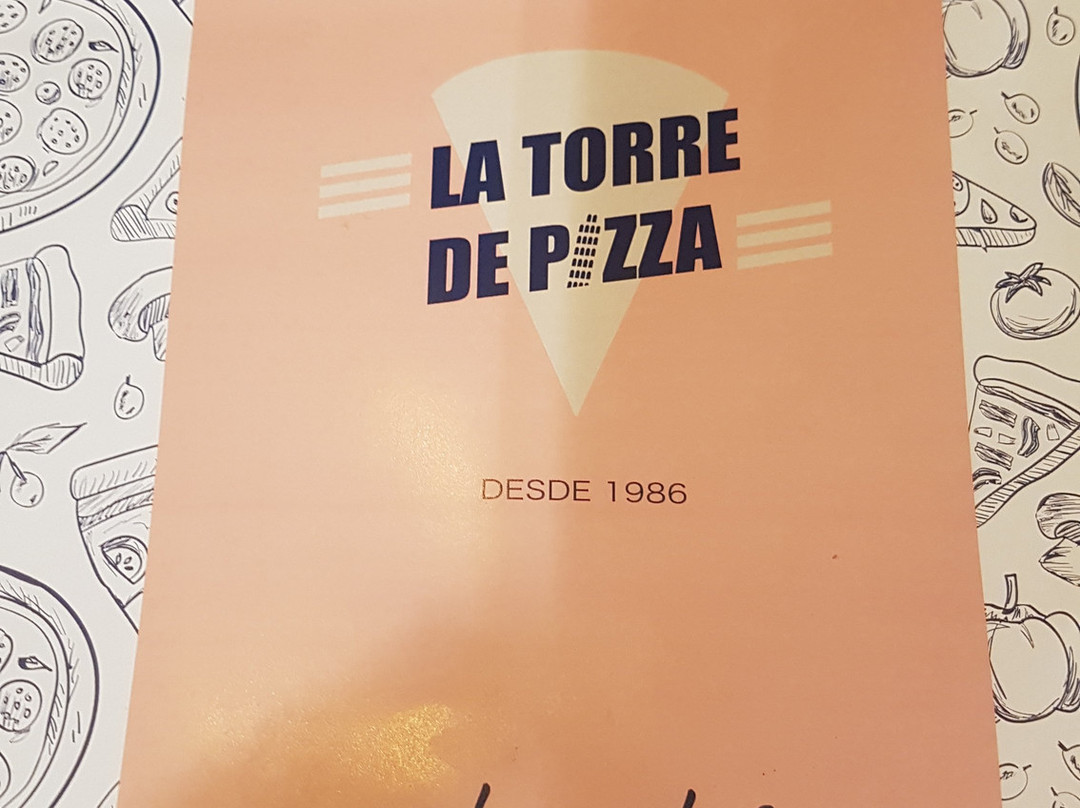 LA TORRE
DE PIZZA
DESDE 1986